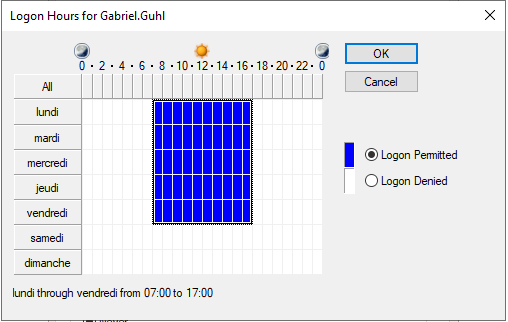 Logon Hours for Gabriel.Guhl
OK
Cancel
0 · 2 · 4 · 6 · 8 · 10 · 12 · 14 · 16 · 18 · 20 · 22 · 0
All
lundi
mardi
mercredi
jeudi
vendredi
samedi
dimanche
Logon Permitted
Logon Denied
lundi through vendredi from 07:00 to 17:00